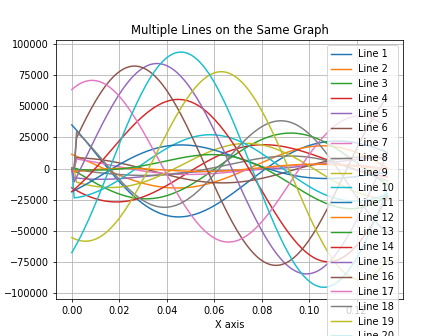 Multiple Lines on the Same Graph
100000
75000
50000
25000
0
−25000
−50000
−75000
−100000
0.00
0.02
0.04
0.06
0.08
0.10
X axis
Line 1
Line 2
Line 3
Line 4
Line 5
Line 6
Line 7
Line 8
Line 9
Line 10
Line 11
Line 12
Line 13
Line 14
Line 15
Line 16
Line 17
Line 18
Line 19
Line 20